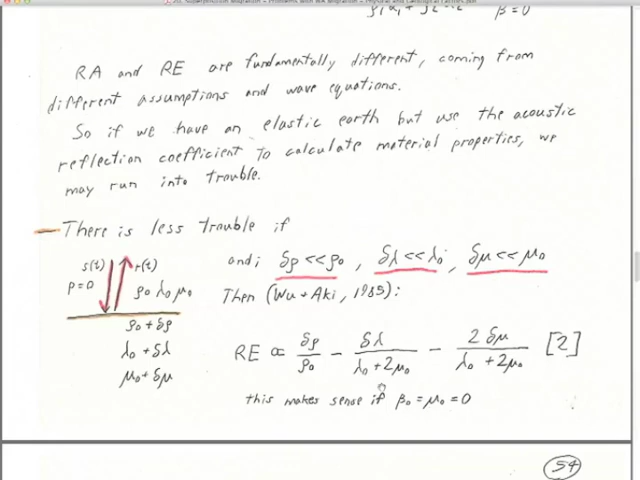 β=0
RA and RE are fundamentally different, coming from
different assumptions and wave equations.
So if we have an elastic earth but use the acoustic
reflection coefficient to calculate material properties, we
may run into trouble.
There is less trouble if
s(t) r(t)
p=0
ρ0 λ0 μ0
ρ0 + δρ
λ0 + δλ
μ0 + δμ
and; δρ << ρ0 , δλ << λ0 , δμ << μ0
Then (Wu + Aki, 1985):
RE ∝ δρ/ρ0 − δλ/(λ0 + 2μ0) − 2δμ/(λ0 + 2μ0) [2]
this makes sense if β0 = μ0 = 0
54